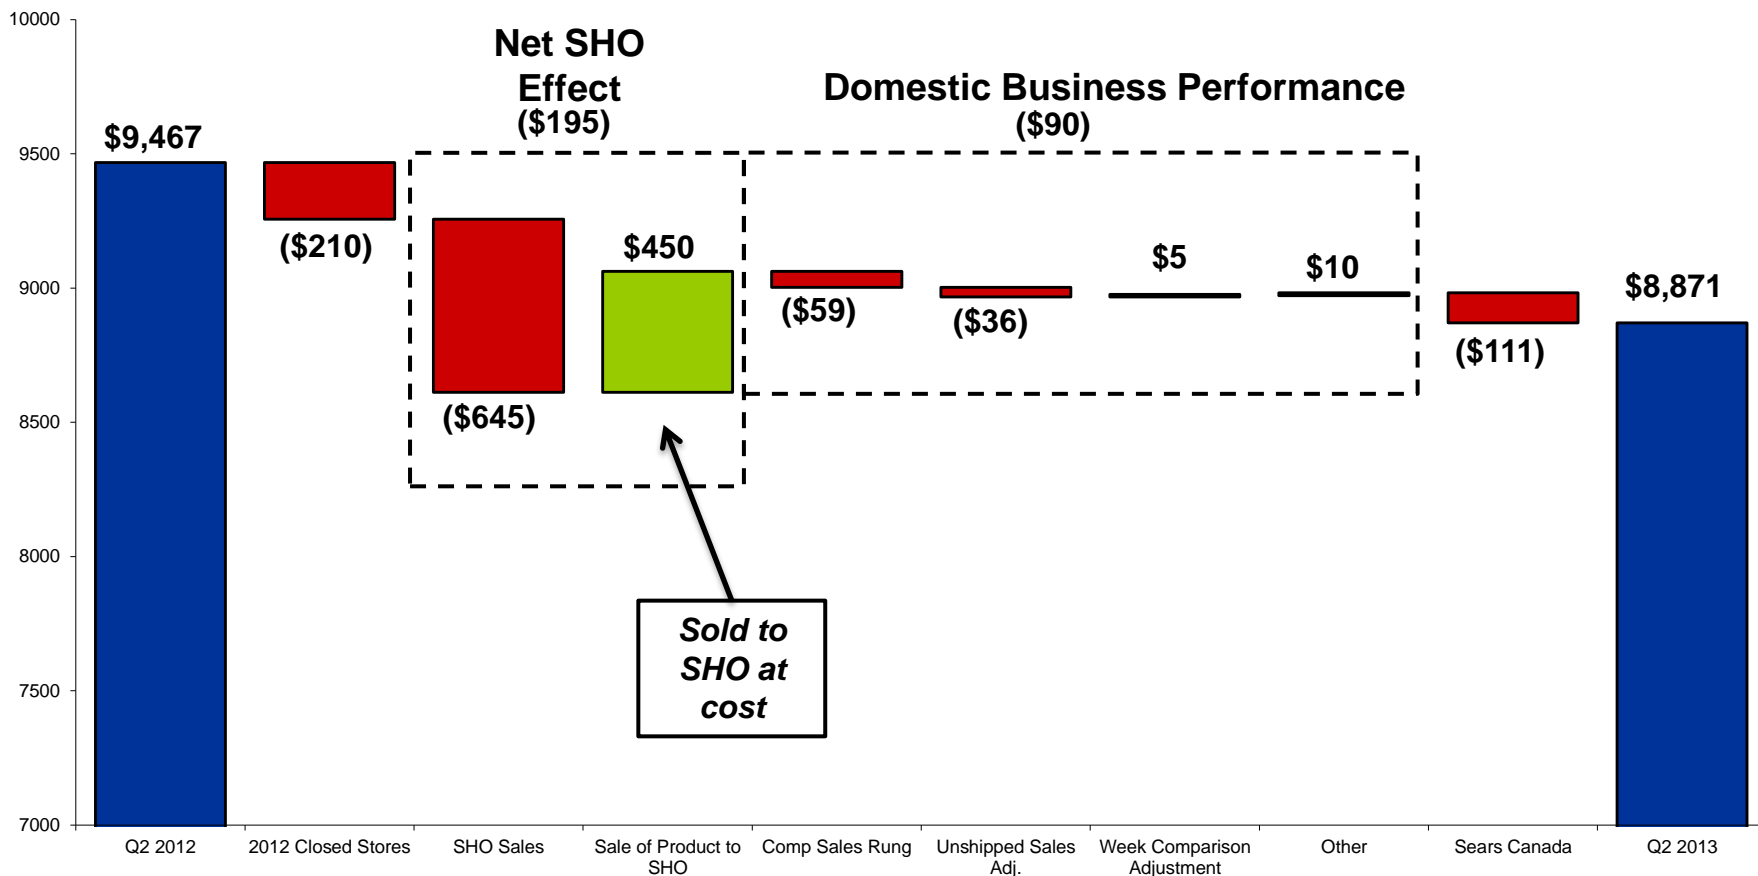 Net SHO
Effect
($195)
Domestic Business Performance
($90)
10000
9500
9000
8500
8000
7500
7000
$9,467
($210)
($645)
$450
($59)
($36)
$5
$10
($111)
$8,871
Sold to
SHO at
cost
Q2 2012
2012 Closed Stores
SHO Sales
Sale of Product to
SHO
Comp Sales Rung
Unshipped Sales
Adj.
Week Comparison
Adjustment
Other
Sears Canada
Q2 2013